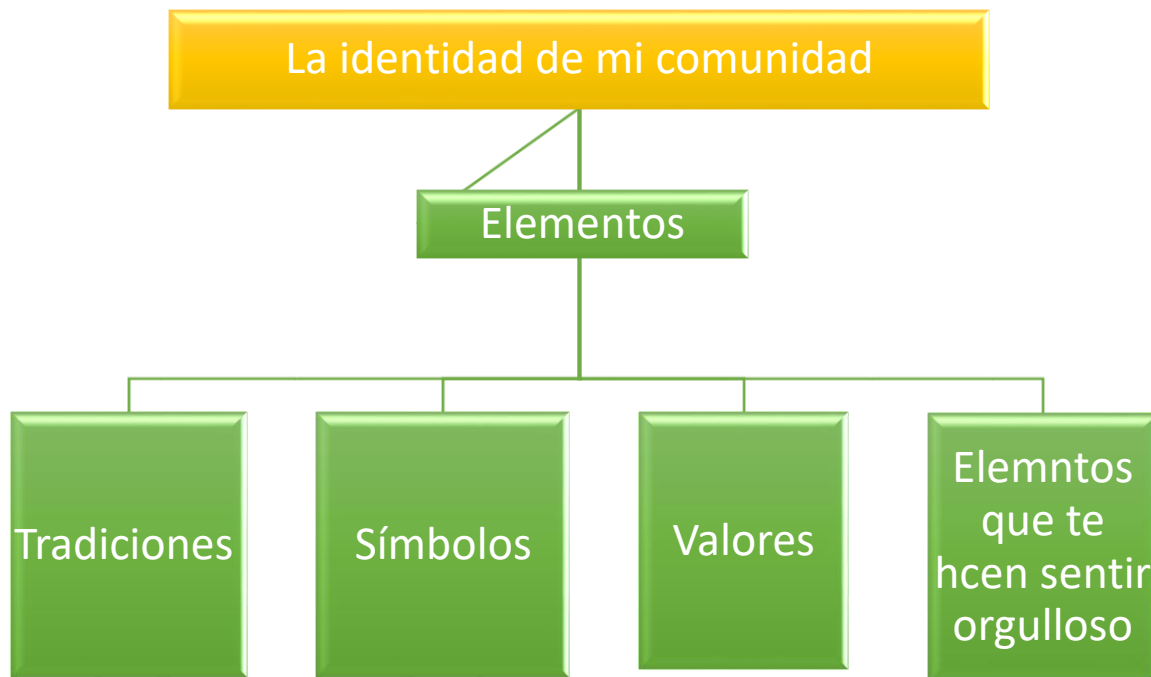 La identidad de mi comunidad
Elementos
Tradiciones
Símbolos
Valores
Elemntos
que te
hcen sentir
orgulloso